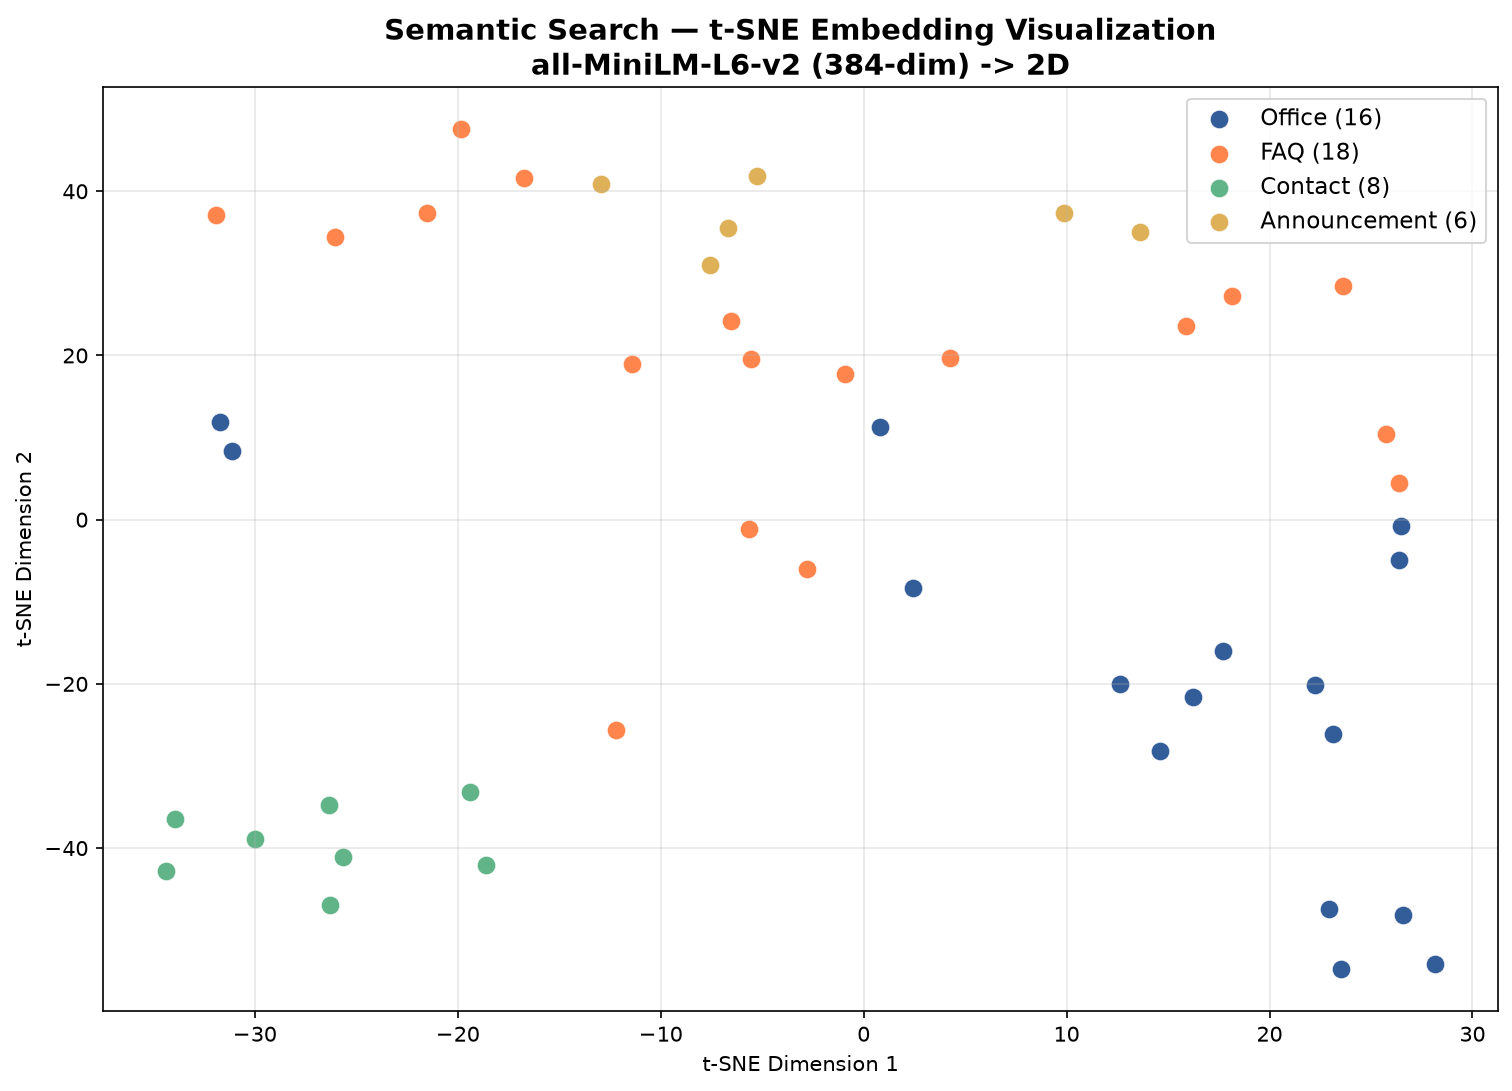 Semantic Search — t-SNE Embedding Visualization
all-MiniLM-L6-v2 (384-dim) -> 2D
Office (16)
FAQ (18)
Contact (8)
Announcement (6)
40
20
0
−20
−40
t-SNE Dimension 2
−30
−20
−10
0
10
20
30
t-SNE Dimension 1